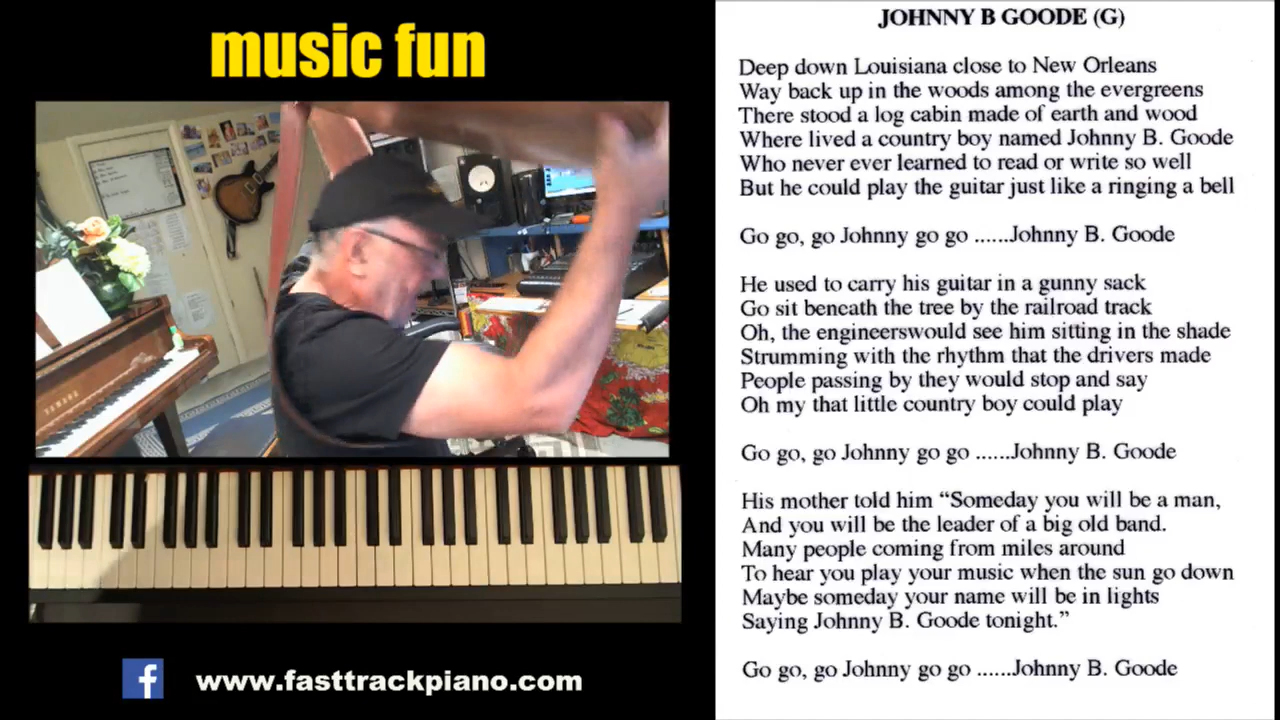 music fun
JOHNNY B GOODE (G)
Deep down Louisiana close to New Orleans
Way back up in the woods among the evergreens
There stood a log cabin made of earth and wood
Where lived a country boy named Johnny B. Goode
Who never ever learned to read or write so well
But he could play the guitar just like a ringing a bell
Go go, go Johnny go go ......Johnny B. Goode
He used to carry his guitar in a gunny sack
Go sit beneath the tree by the railroad track
Oh, the engineerswould see him sitting in the shade
Strumming with the rhythm that the drivers made
People passing by they would stop and say
Oh my that little country boy could play
Go go, go Johnny go go ......Johnny B. Goode
His mother told him “Someday you will be a man,
And you will be the leader of a big old band.
Many people coming from miles around
To hear you play your music when the sun go down
Maybe someday your name will be in lights
Saying Johnny B. Goode tonight.”
Go go, go Johnny go go ......Johnny B. Goode
YAMAHA
f www.fasttrackpiano.com